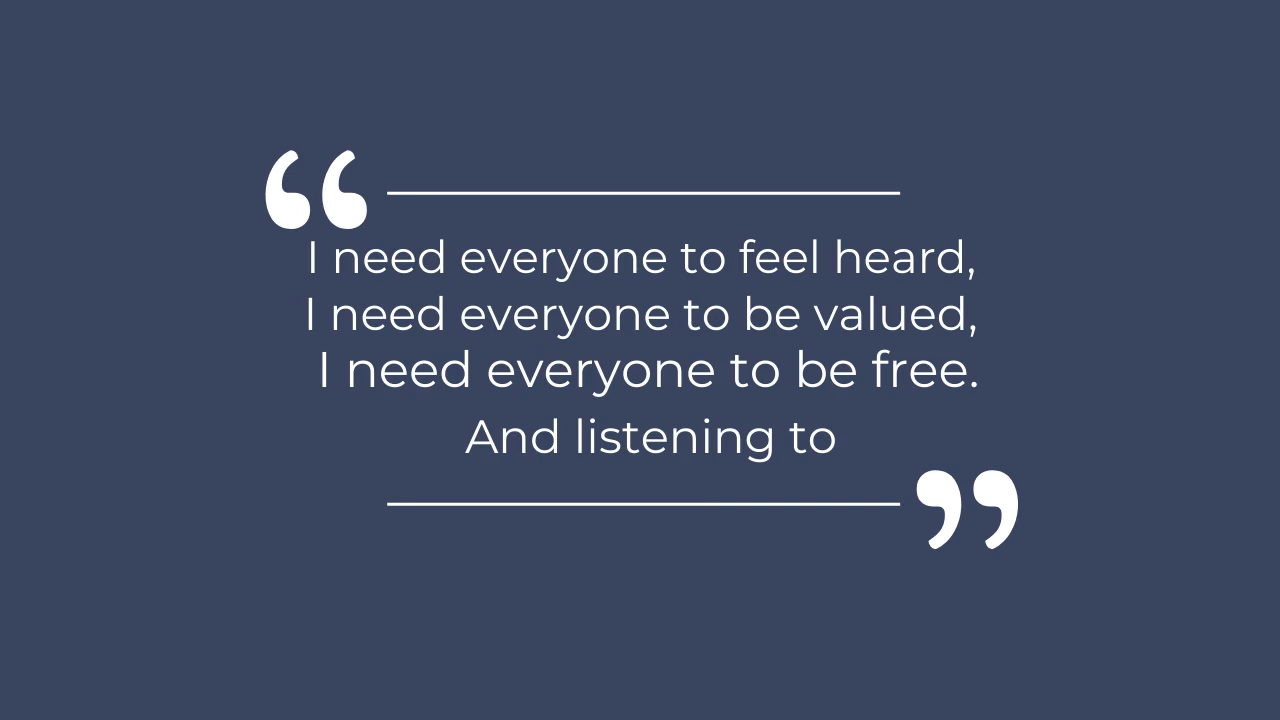 “
I need everyone to feel heard,
I need everyone to be valued,
I need everyone to be free.
And listening to
”